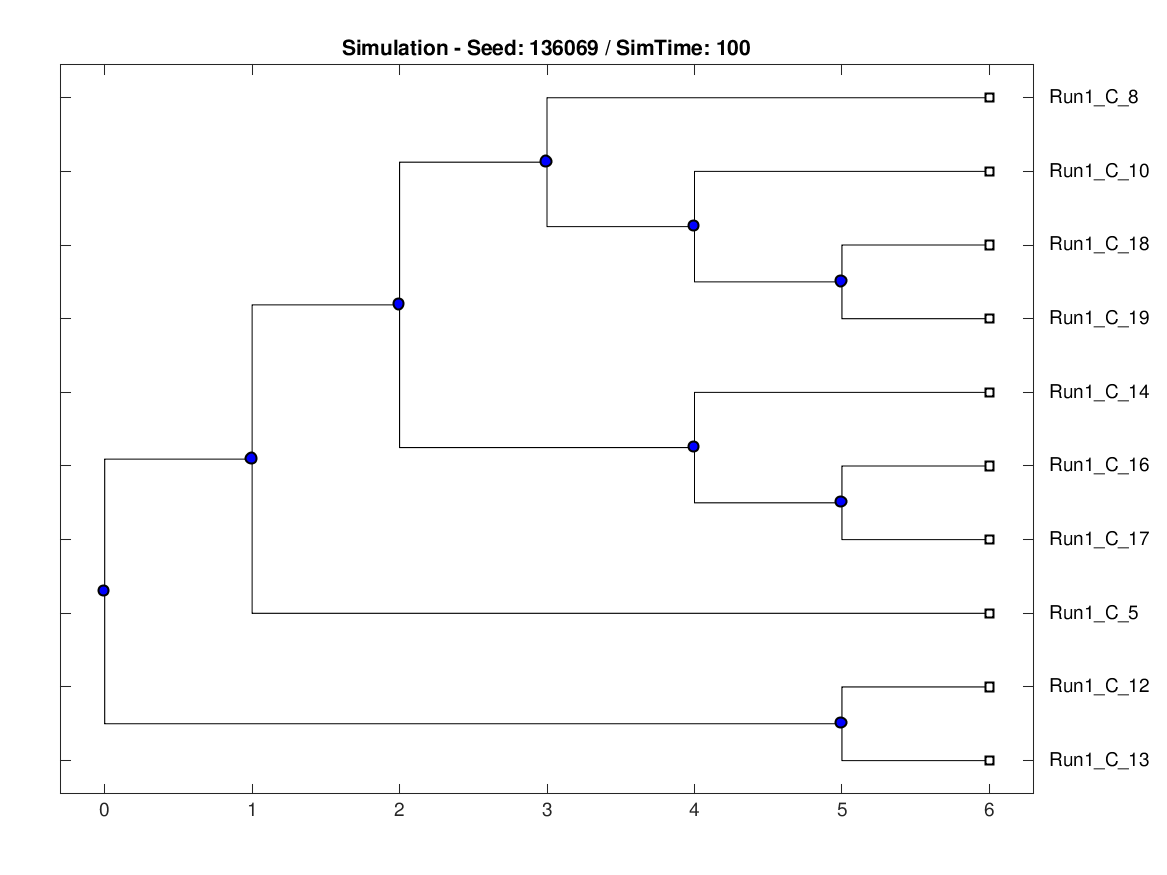 Simulation - Seed: 136069 / SimTime: 100
Run1_C_8
Run1_C_10
Run1_C_18
Run1_C_19
Run1_C_14
Run1_C_16
Run1_C_17
Run1_C_5
Run1_C_12
Run1_C_13
0 1 2 3 4 5 6